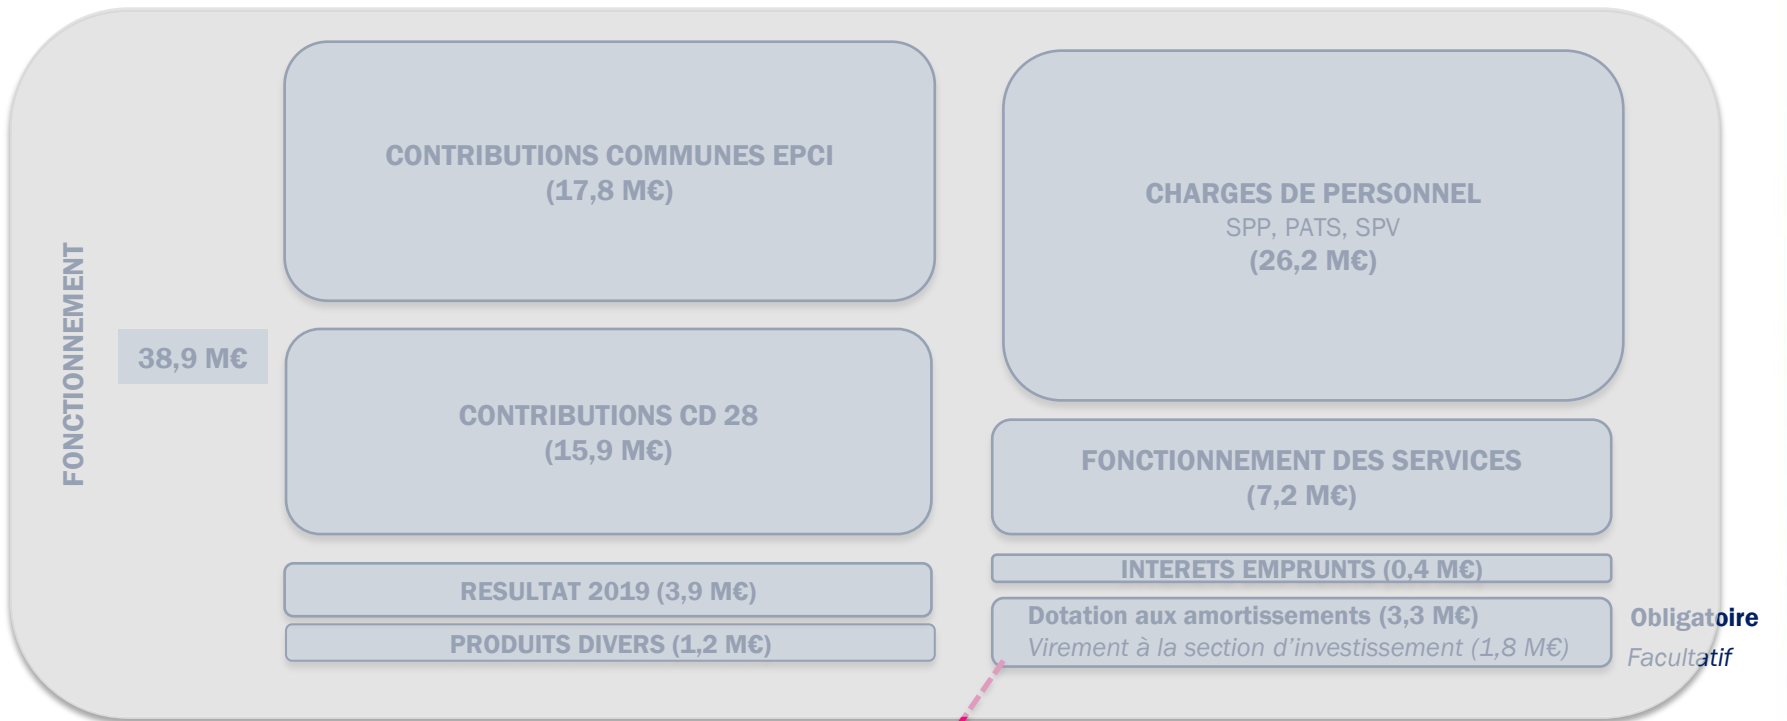 FONCTIONNEMENT
38,9 M€
CONTRIBUTIONS COMMUNES EPCI
(17,8 M€)
CONTRIBUTIONS CD 28
(15,9 M€)
RESULTAT 2019 (3,9 M€)
PRODUITS DIVERS (1,2 M€)
CHARGES DE PERSONNEL
SPP, PATS, SPV
(26,2 M€)
FONCTIONNEMENT DES SERVICES
(7,2 M€)
INTERETS EMPRUNTS (0,4 M€)
Dotation aux amortissements (3,3 M€)
Virement à la section d’investissement (1,8 M€)
Obligatoire
Facultatif